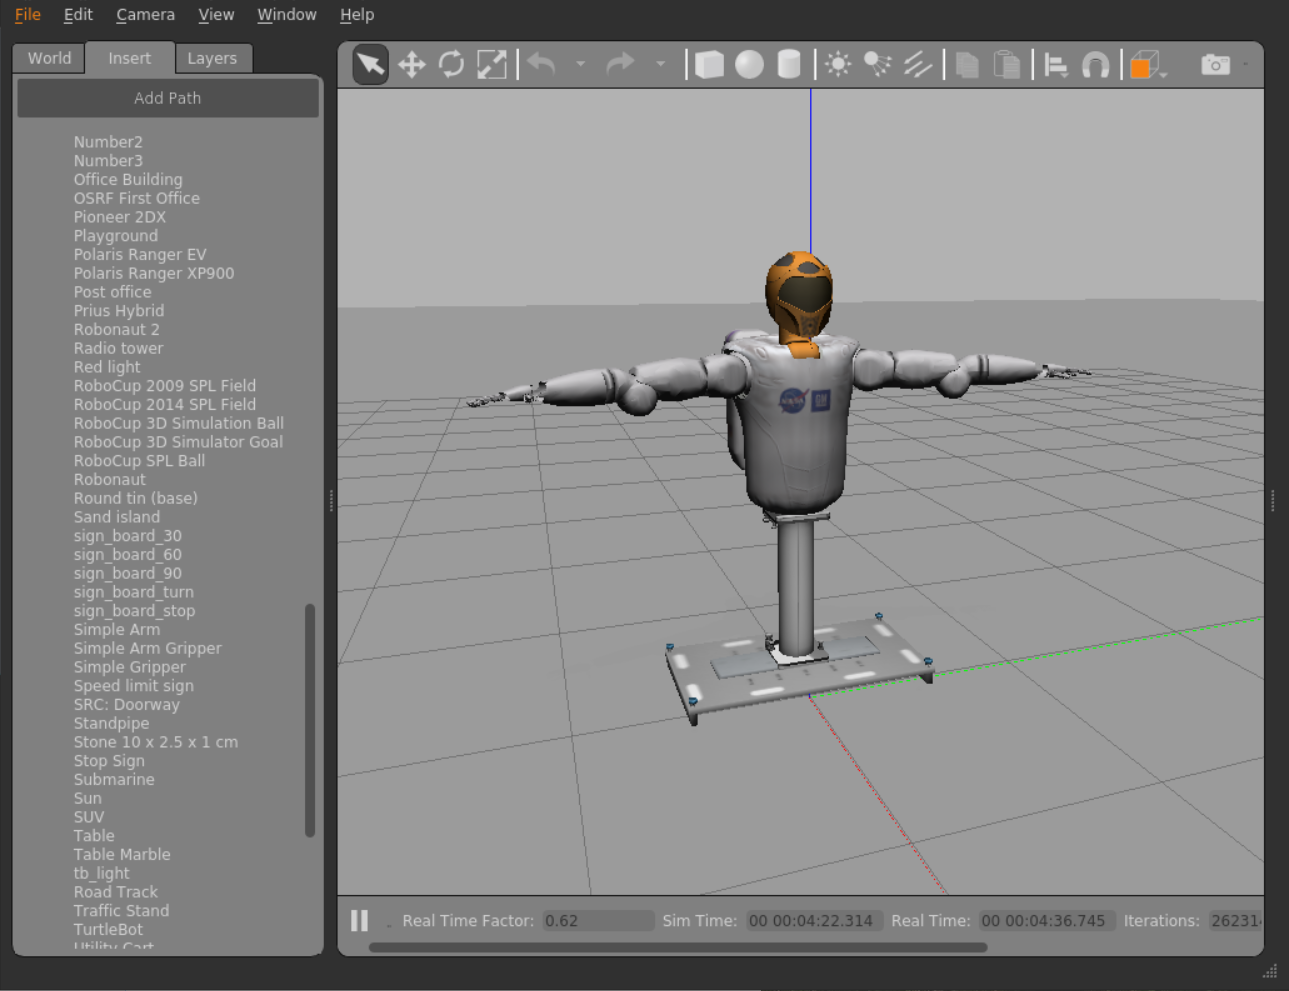 File Edit Camera View Window Help
World Insert Layers
Add Path
Number2
Number3
Office Building
OSRF First Office
Pioneer 2DX
Playground
Polaris Ranger EV
Polaris Ranger XP900
Post office
Prius Hybrid
Robonaut 2
Radio tower
Red light
RoboCup 2009 SPL Field
RoboCup 2014 SPL Field
RoboCup 3D Simulation Ball
RoboCup 3D Simulator Goal
RoboCup SPL Ball
Robonaut
Round tin (base)
Sand island
sign_board_30
sign_board_60
sign_board_90
sign_board_turn
sign_board_stop
Simple Arm
Simple Arm Gripper
Simple Gripper
Speed limit sign
SRC: Doorway
Standpipe
Stone 10 x 2.5 x 1 cm
Stop Sign
Submarine
Sun
SUV
Table
Table Marble
tb_light
Road Track
Traffic Stand
TurtleBot
Utility Cart
NASA GM
Real Time Factor: 0.62 Sim Time: 00 00:04:22.314 Real Time: 00 00:04:36.745 Iterations: 26231